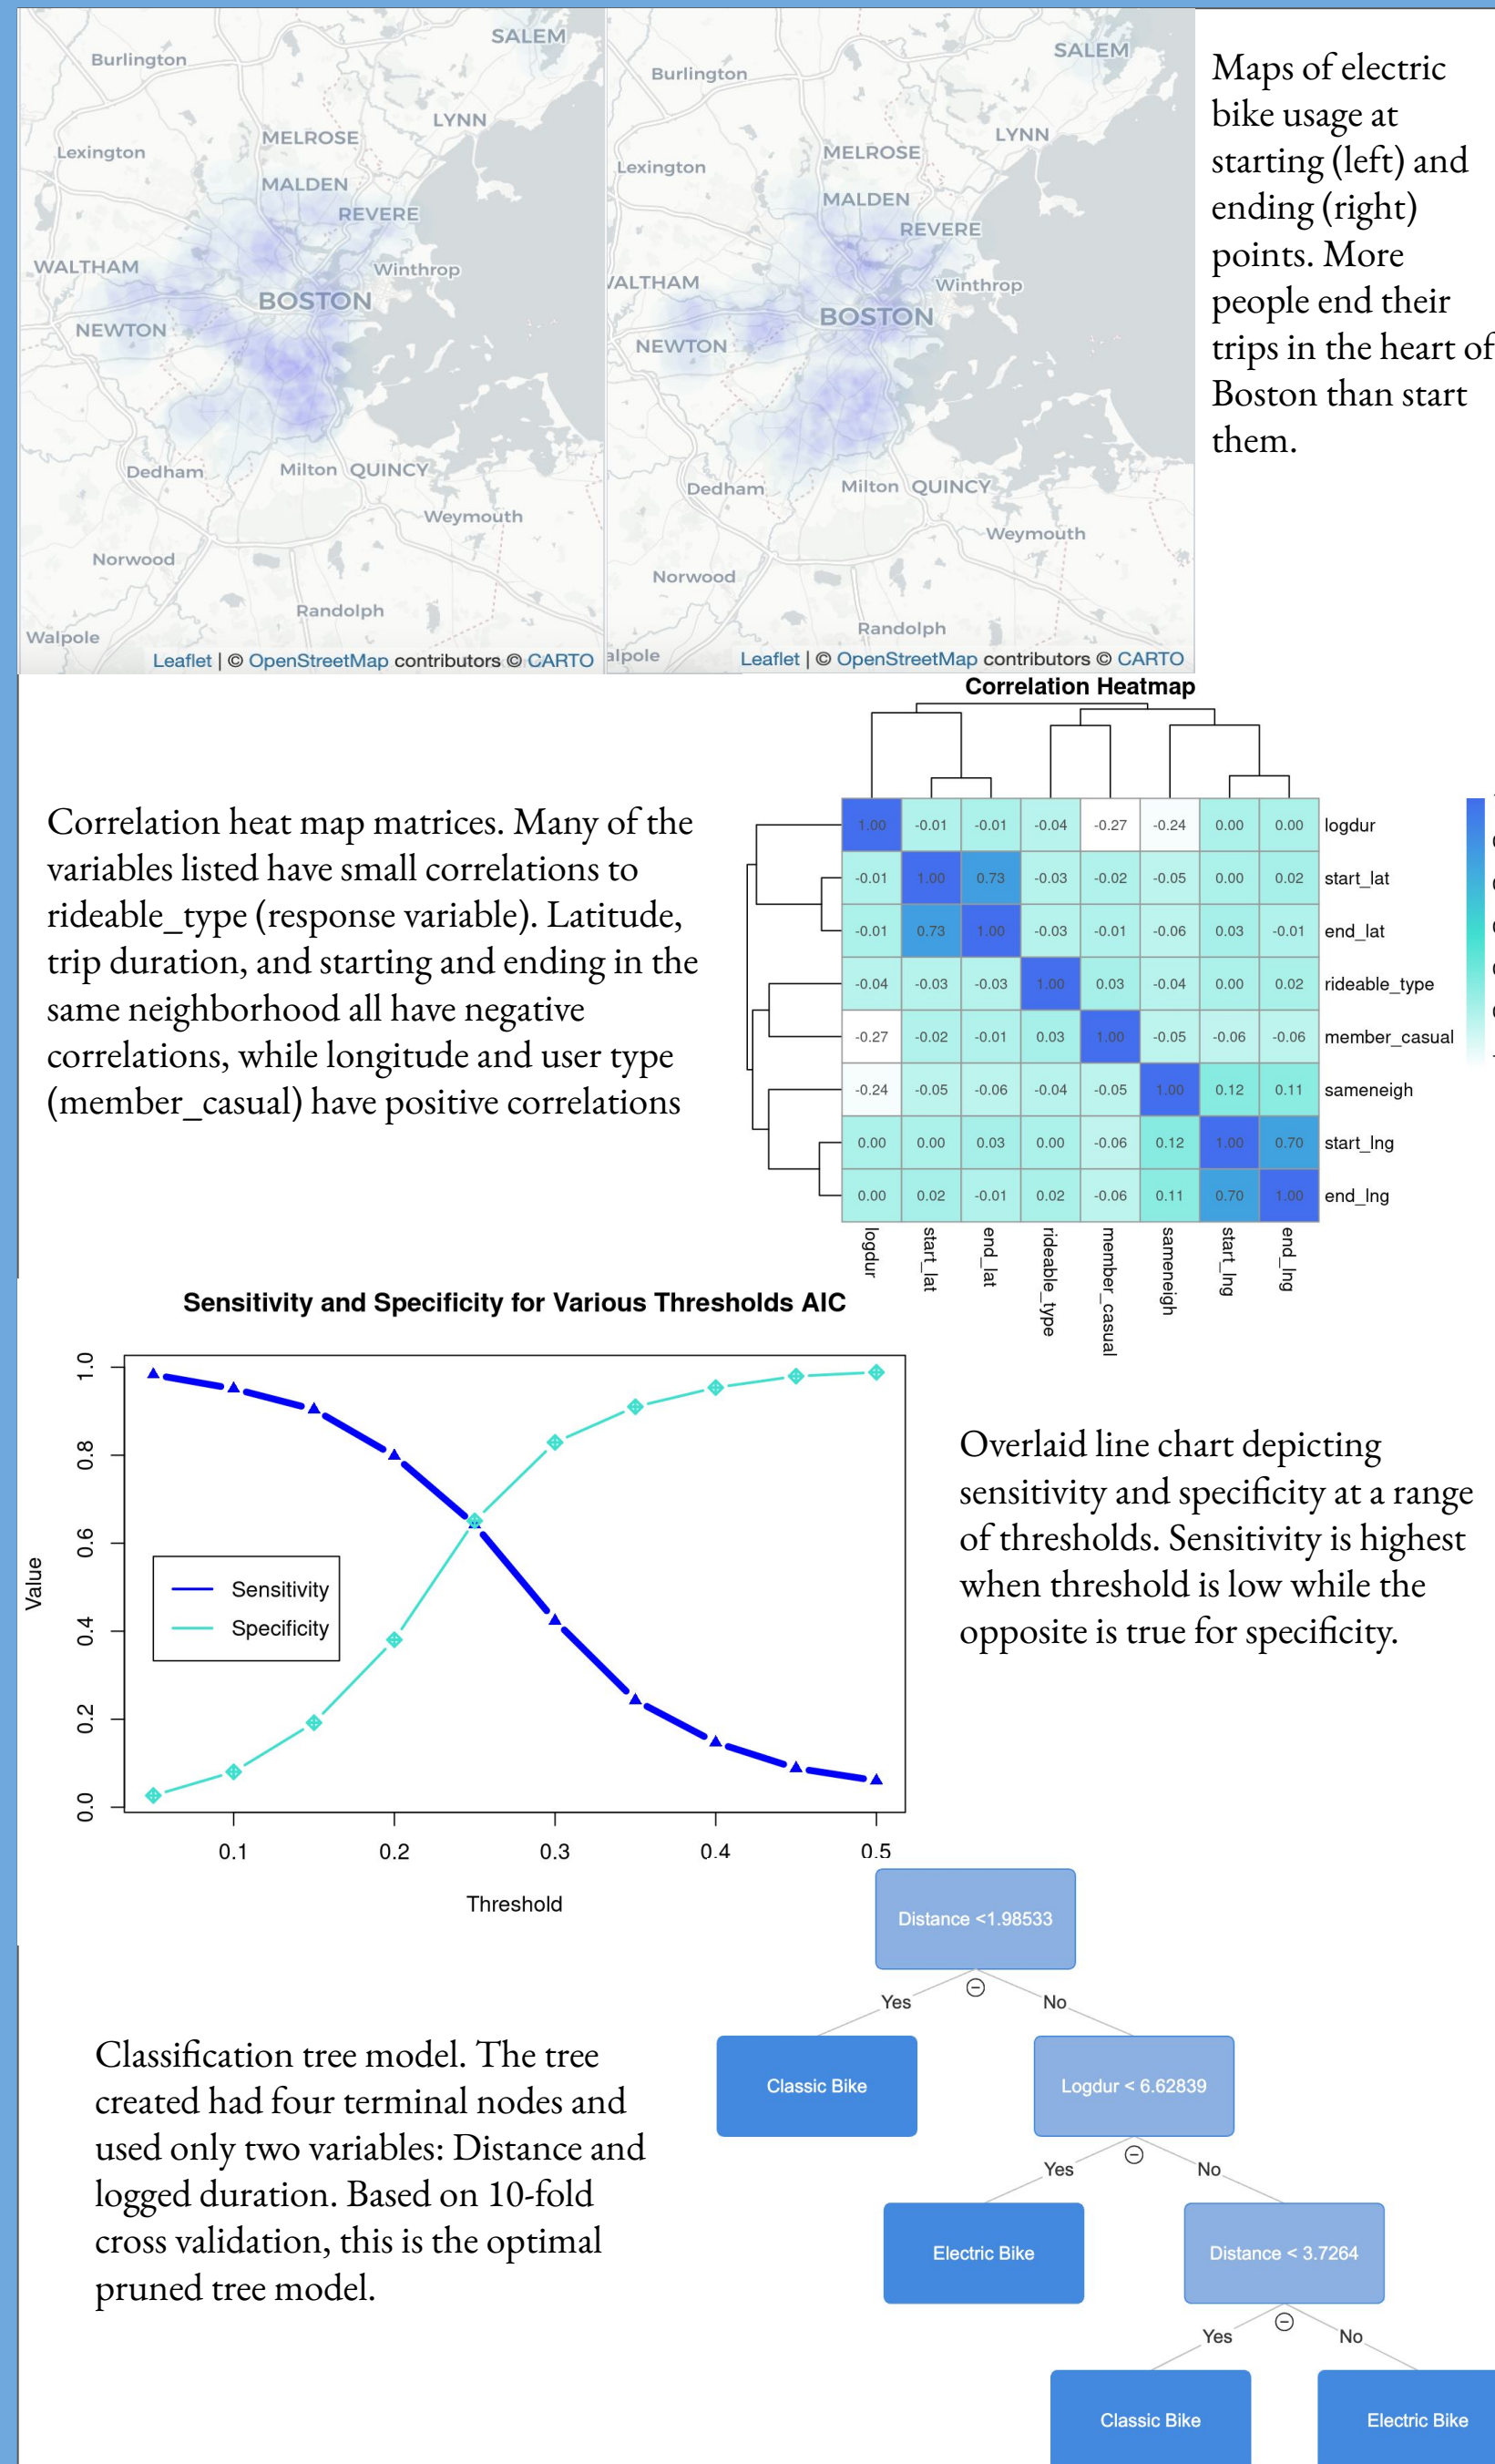 SALEM
Burlington
LYNN
MELROSE
Lexington
MALDEN
REVERE
WALTHAM
Winthrop
BOSTON
NEWTON
Dedham
Milton QUINCY
Weymouth
Norwood
Randolph
Walpole
Leaflet | © OpenStreetMap contributors © CARTO
SALEM
Burlington
LYNN
MELROSE
Lexington
MALDEN
REVERE
VALTHAM
Winthrop
BOSTON
NEWTON
Dedham
Milton QUINCY
Weymouth
Norwood
Randolph
alpole
Leaflet | © OpenStreetMap contributors © CARTO
Maps of electric
bike usage at
starting (left) and
ending (right)
points. More
people end their
trips in the heart of
Boston than start
them.
Correlation heat map matrices. Many of the
variables listed have small correlations to
rideable_type (response variable). Latitude,
trip duration, and starting and ending in the
same neighborhood all have negative
correlations, while longitude and user type
(member_casual) have positive correlations
Correlation Heatmap
1.00 -0.01 -0.01 -0.04 -0.27 -0.24 0.00 0.00 logdur
-0.01 1.00 0.73 -0.03 -0.02 -0.05 0.00 0.02 start_lat
-0.01 0.73 1.00 -0.03 -0.01 -0.06 0.03 -0.01 end_lat
-0.04 -0.03 -0.03 1.00 0.03 -0.04 0.00 0.02 rideable_type
-0.27 -0.02 -0.01 0.03 1.00 -0.05 -0.06 -0.06 member_casual
-0.24 -0.05 -0.06 -0.04 -0.05 1.00 0.12 0.11 sameneigh
0.00 0.00 0.03 0.00 -0.06 0.12 1.00 0.70 start_lng
0.00 0.02 -0.01 0.02 -0.06 0.11 0.70 1.00 end_lng
logdur
start_lat
end_lat
rideable_type
member_casual
sameneigh
start_lng
end_lng
Sensitivity and Specificity for Various Thresholds AIC
Value
1.0
0.8
0.6
0.4
0.2
0.0
Sensitivity
Specificity
0.1 0.2 0.3 0.4 0.5
Threshold
Overlaid line chart depicting
sensitivity and specificity at a range
of thresholds. Sensitivity is highest
when threshold is low while the
opposite is true for specificity.
Classification tree model. The tree
created had four terminal nodes and
used only two variables: Distance and
logged duration. Based on 10-fold
cross validation, this is the optimal
pruned tree model.
Distance <1.98533
Yes No
Classic Bike
Logdur < 6.62839
Yes No
Electric Bike
Distance < 3.7264
Yes No
Classic Bike
Electric Bike